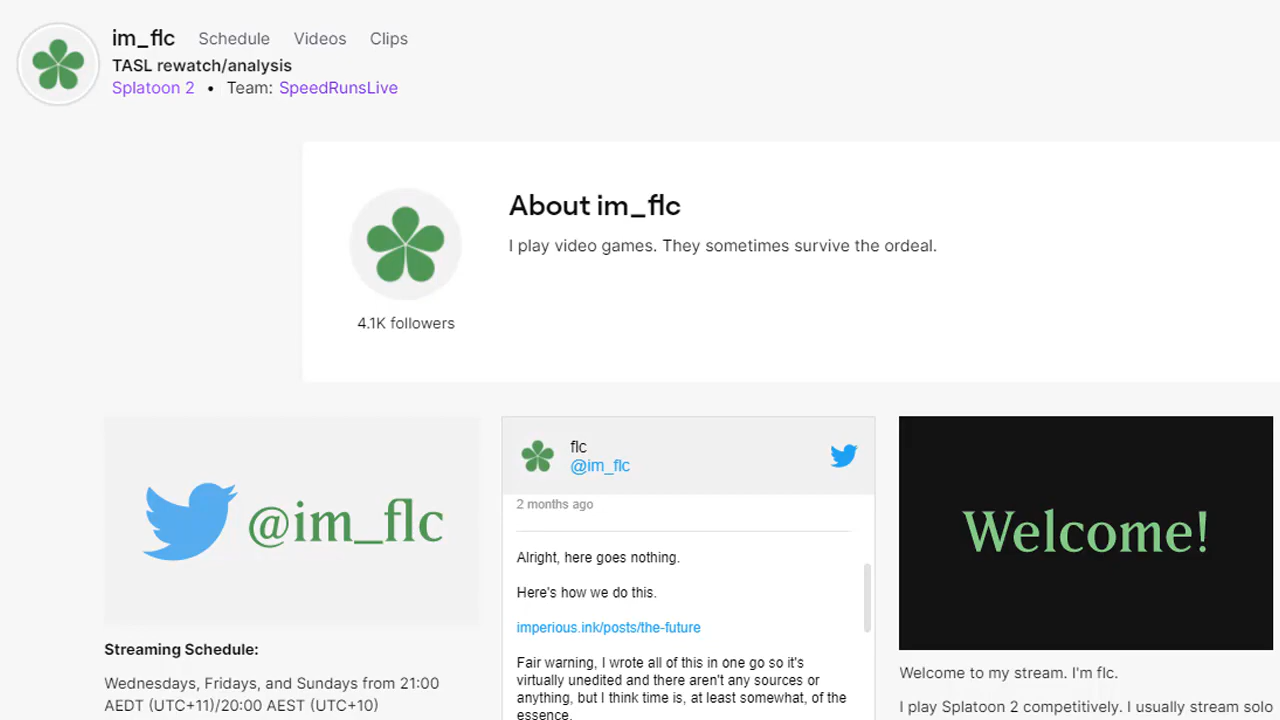 im_flc Schedule Videos Clips
TASL rewatch/analysis
Splatoon 2 • Team: SpeedRunsLive
About im_flc
I play video games. They sometimes survive the ordeal.
4.1K followers
@im_flc
Streaming Schedule:
Wednesdays, Fridays, and Sundays from 21:00
AEDT (UTC+11)/20:00 AEST (UTC+10)
flc
@im_flc
2 months ago
Alright, here goes nothing.
Here's how we do this.
imperious.ink/posts/the-future
Fair warning, I wrote all of this in one go so it's
virtually unedited and there aren't any sources or
anything, but I think time is, at least somewhat, of the
essence.
Welcome!
Welcome to my stream. I'm flc.
I play Splatoon 2 competitively. I usually stream solo